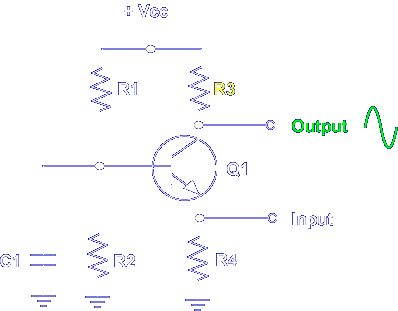 + Vcc
R1
R3
C
Output
Q1
C
Input
C1
R2
R4